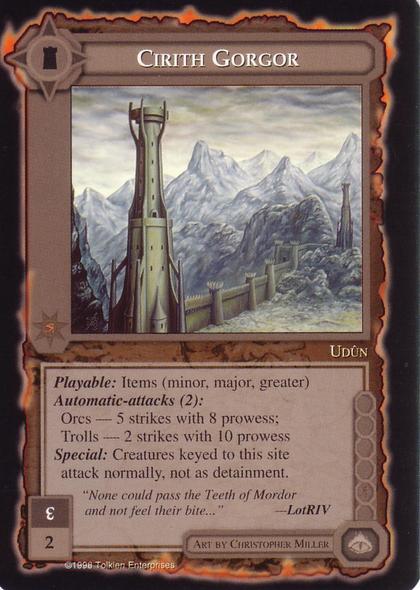 CIRITH GORGOR
UDÛN
Playable: Items (minor, major, greater)
Automatic-attacks (2):
Orcs — 5 strikes with 8 prowess;
Trolls — 2 strikes with 10 prowess
Special: Creatures keyed to this site
attack normally, not as detainment.
"None could pass the Teeth of Mordor
and not feel their bite..." —LotRIV
2
ART BY CHRISTOPHER MILLER
©1998 Tolkien Enterprises